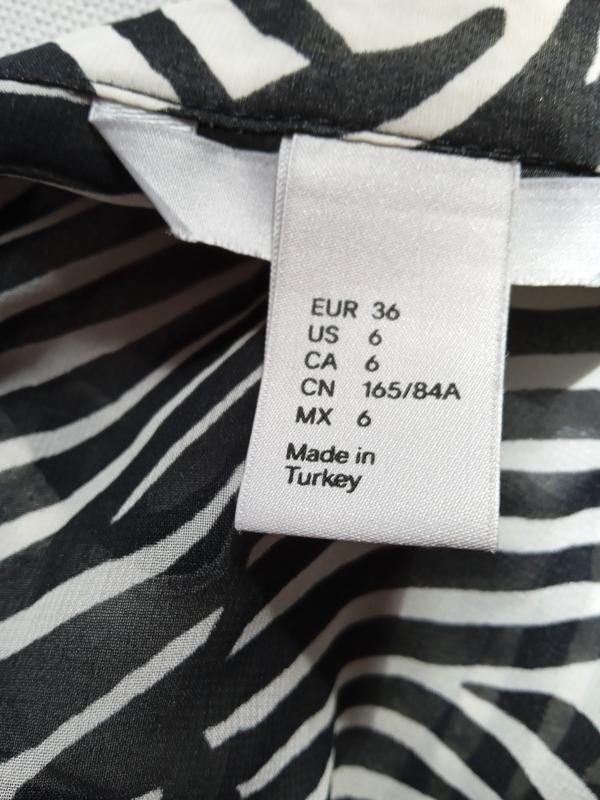 EUR 36
US 6
CA 6
CN 165/84A
MX 6
Made in
Turkey